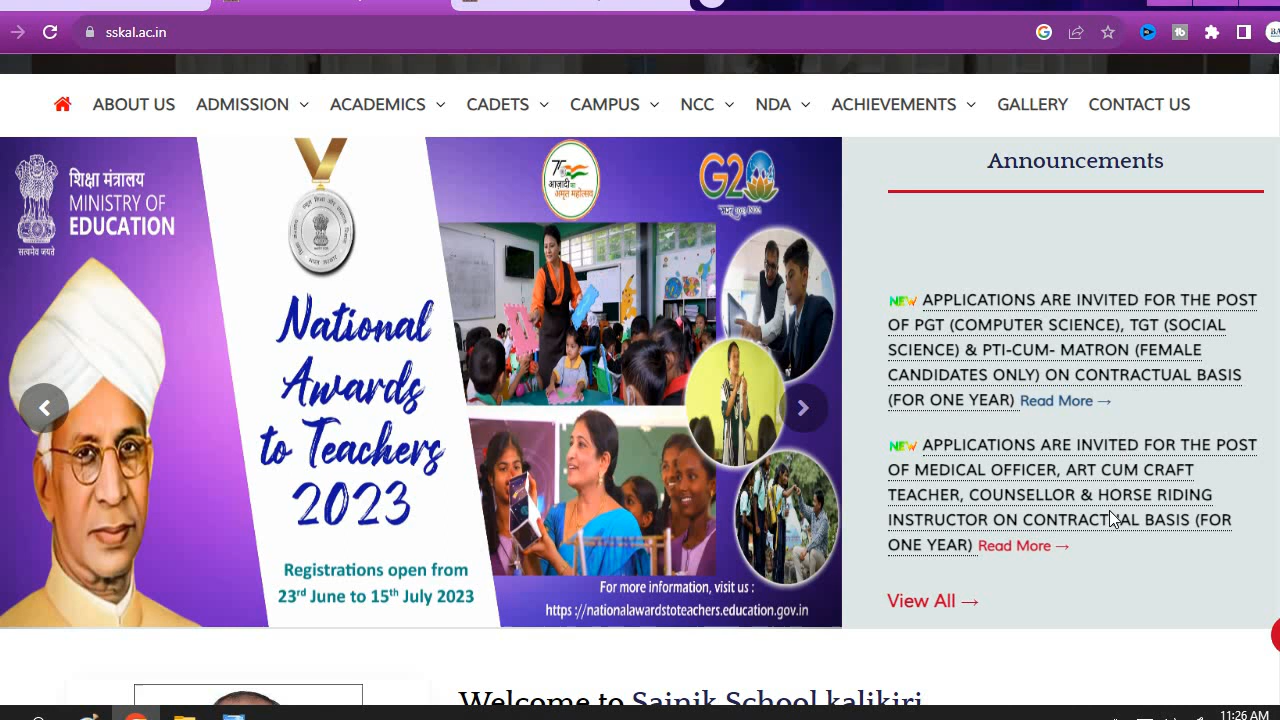 sskal.ac.in
ABOUT US ADMISSION ACADEMICS CADETS CAMPUS NCC NDA ACHIEVEMENTS GALLERY CONTACT US
शिक्षा मंत्रालय
MINISTRY OF
EDUCATION
सत्यमेव जयते
75
आज़ादी का
अमृत महोत्सव
G20
National
Awards
to Teachers
2023
Registrations open from
23rd June to 15th July 2023
For more information, visit us :
https://nationalawardstoteachers.education.gov.in
Announcements
NEW APPLICATIONS ARE INVITED FOR THE POST
OF PGT (COMPUTER SCIENCE), TGT (SOCIAL
SCIENCE) & PTI-CUM- MATRON (FEMALE
CANDIDATES ONLY) ON CONTRACTUAL BASIS
(FOR ONE YEAR) Read More →
NEW APPLICATIONS ARE INVITED FOR THE POST
OF MEDICAL OFFICER, ART CUM CRAFT
TEACHER, COUNSELLOR & HORSE RIDING
INSTRUCTOR ON CONTRACTUAL BASIS (FOR
ONE YEAR) Read More →
View All →
Welcome to Sainik School kalikiri
11:26 AM